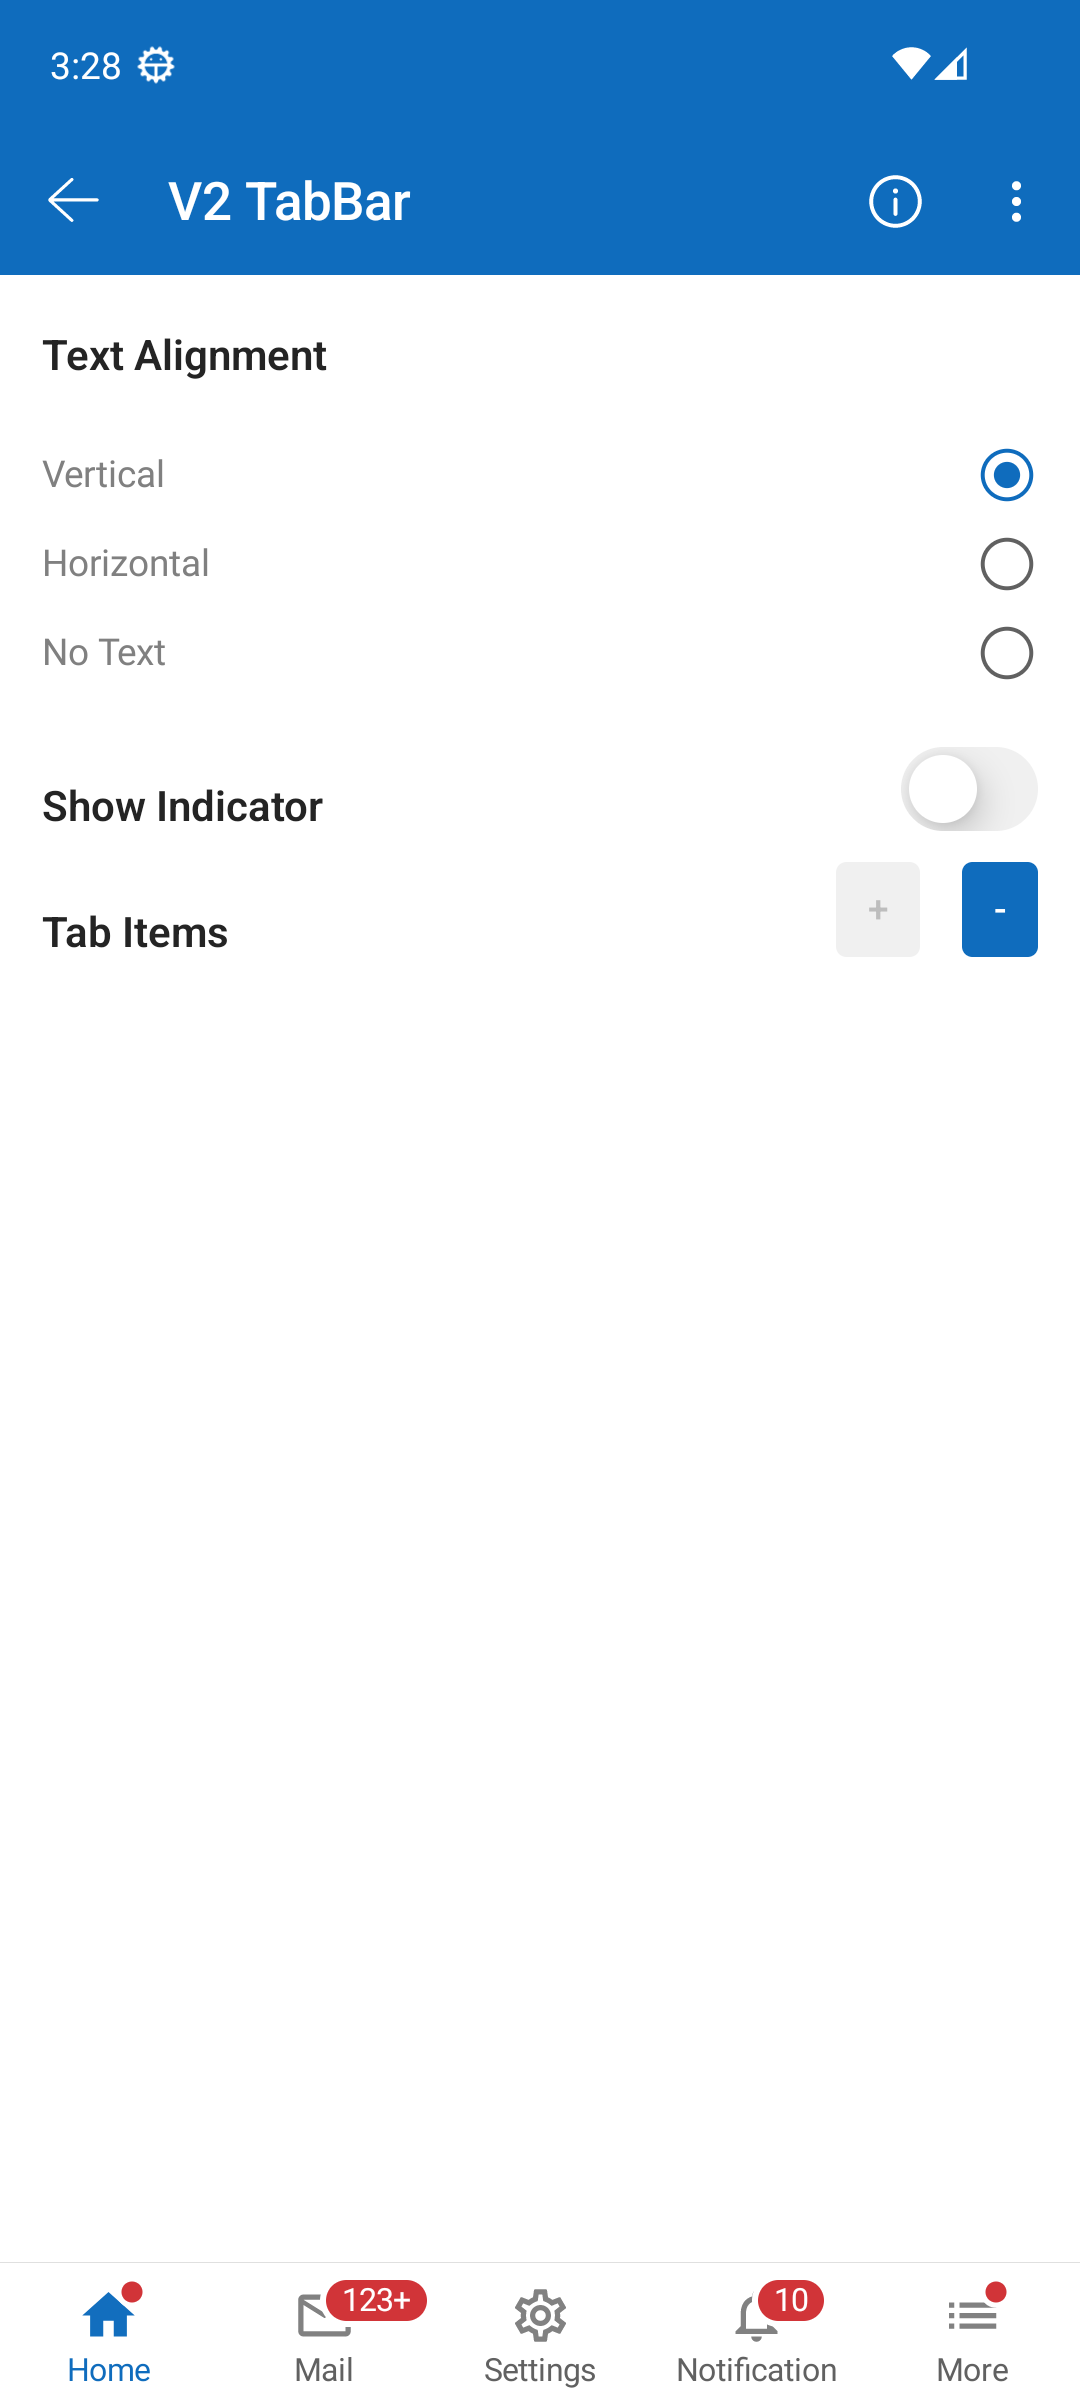 3:28
V2 TabBar
Text Alignment
Vertical
Horizontal
No Text
Show Indicator
Tab Items
+ -
123+ 10
Home Mail Settings Notification More